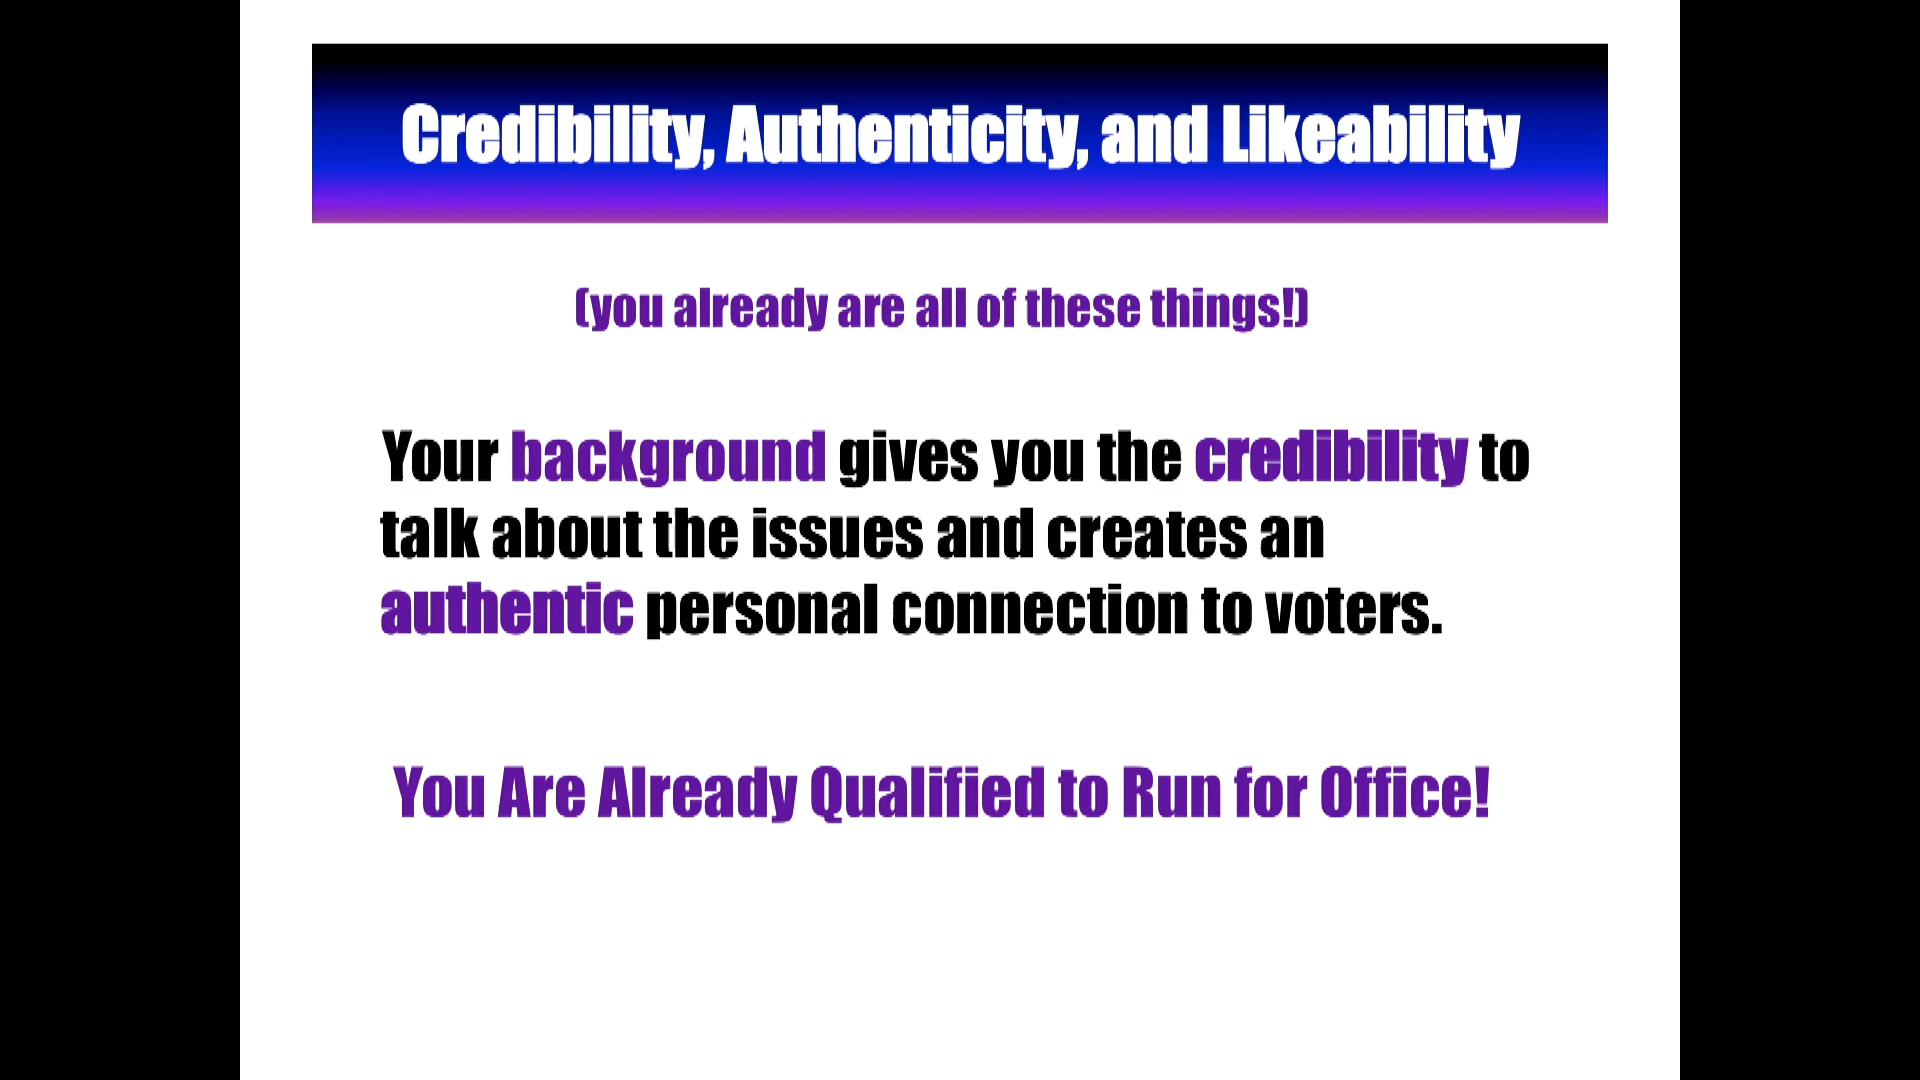 Credibility, Authenticity, and Likeability
(you already are all of these things!)
Your background gives you the credibility to
talk about the issues and creates an
authentic personal connection to voters.
You Are Already Qualified to Run for Office!